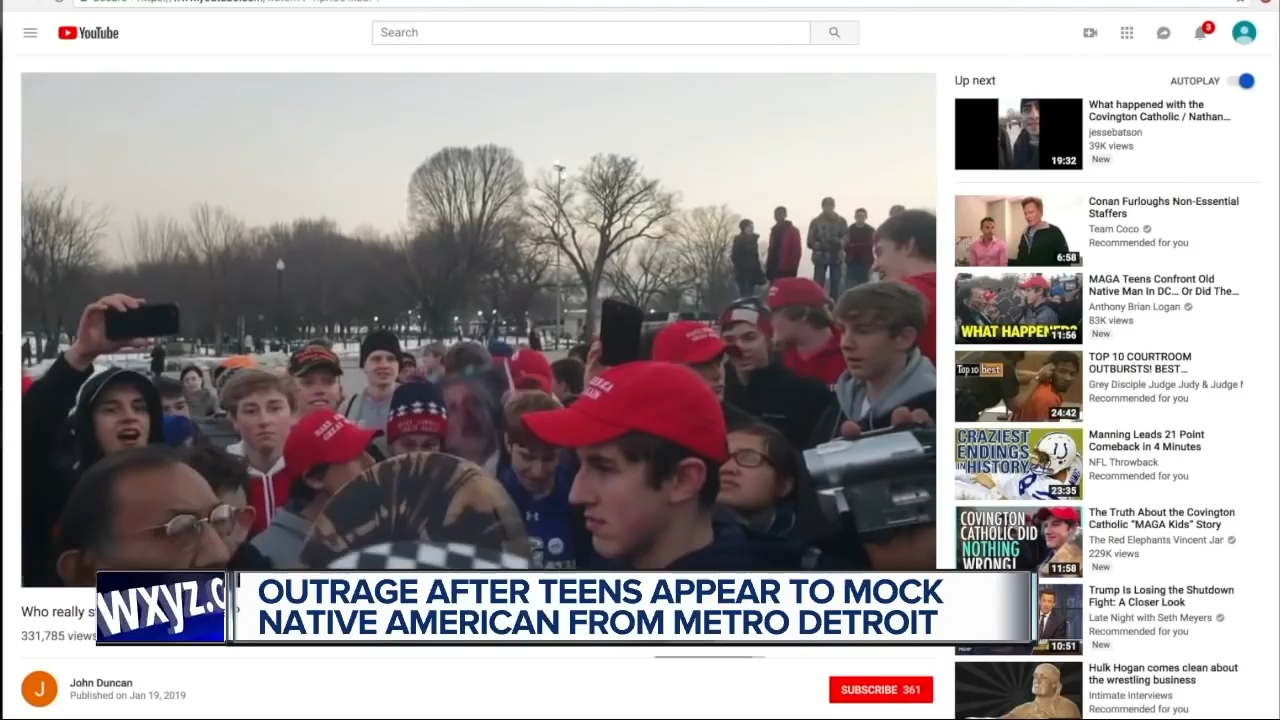 YouTube
Search
3
Up next
AUTOPLAY
What happened with the
Covington Catholic / Nathan...
jessebatson
39K views
New
19:32
Conan Furloughs Non-Essential
Staffers
Team Coco
Recommended for you
6:58
MAGA Teens Confront Old
Native Man In DC... Or Did The...
Anthony Brian Logan
83K views
New
WHAT HAPPENED?
11:56
TOP 10 COURTROOM
OUTBURSTS! BEST...
Grey Disciple Judge Judy & Judge
Recommended for you
Top 10 best
24:42
Manning Leads 21 Point
Comeback in 4 Minutes
NFL Throwback
Recommended for you
CRAZIEST
ENDINGS
IN HISTORY
23:35
The Truth About the Covington
Catholic "MAGA Kids" Story
The Red Elephants Vincent Jar
229K views
New
COVINGTON
CATHOLIC DID
NOTHING
WRONG!
11:58
Trump Is Losing the Shutdown
Fight: A Closer Look
Late Night with Seth Meyers
Recommended for you
New
10:51
Hulk Hogan comes clean about
the wrestling business
Intimate Interviews
Recommended for you
Who really
331,785 views
wxyz.c
OUTRAGE AFTER TEENS APPEAR TO MOCK
NATIVE AMERICAN FROM METRO DETROIT
J
John Duncan
Published on Jan 19, 2019
SUBSCRIBE 361